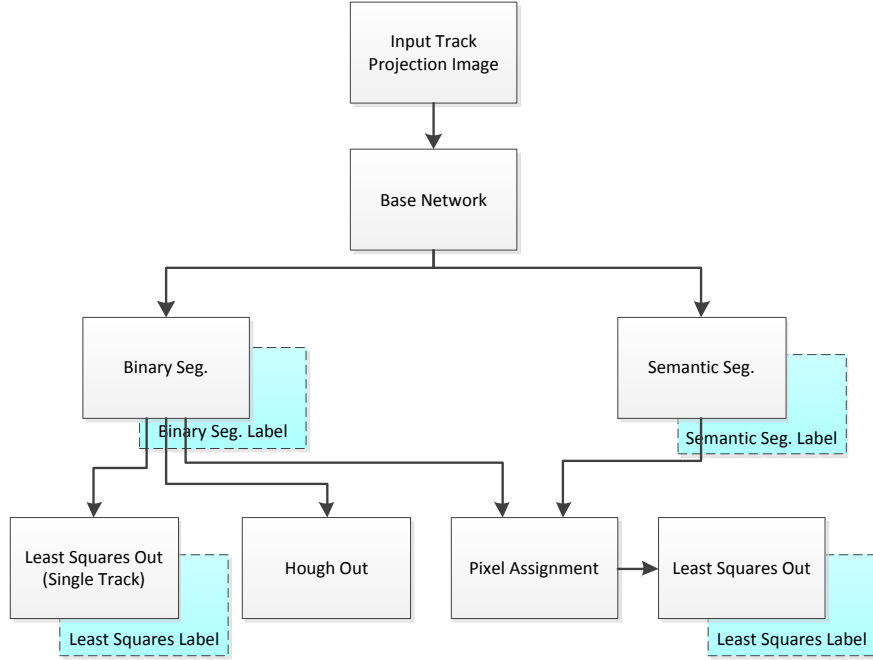 Input Track
Projection Image
Base Network
Binary Seg.
Binary Seg. Label
Semantic Seg.
Semantic Seg. Label
Least Squares Out
(Single Track)
Least Squares Label
Hough Out
Pixel Assignment
Least Squares Out
Least Squares Label